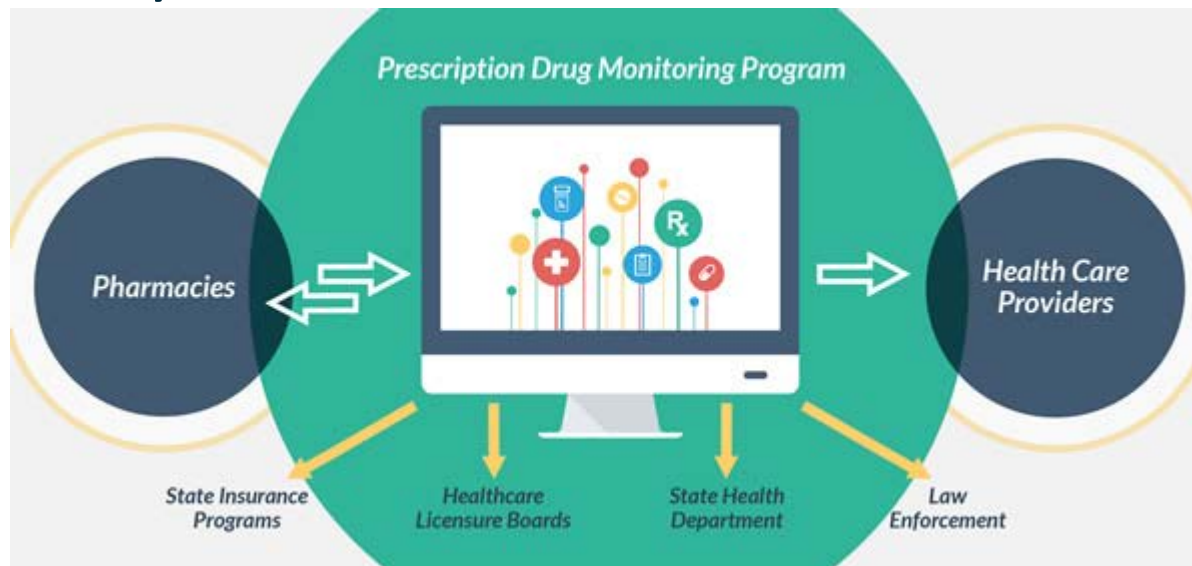 Prescription Drug Monitoring Program
Pharmacies
Rx
Health Care
Providers
State Insurance
Programs
Healthcare
Licensure Boards
State Health
Department
Law
Enforcement